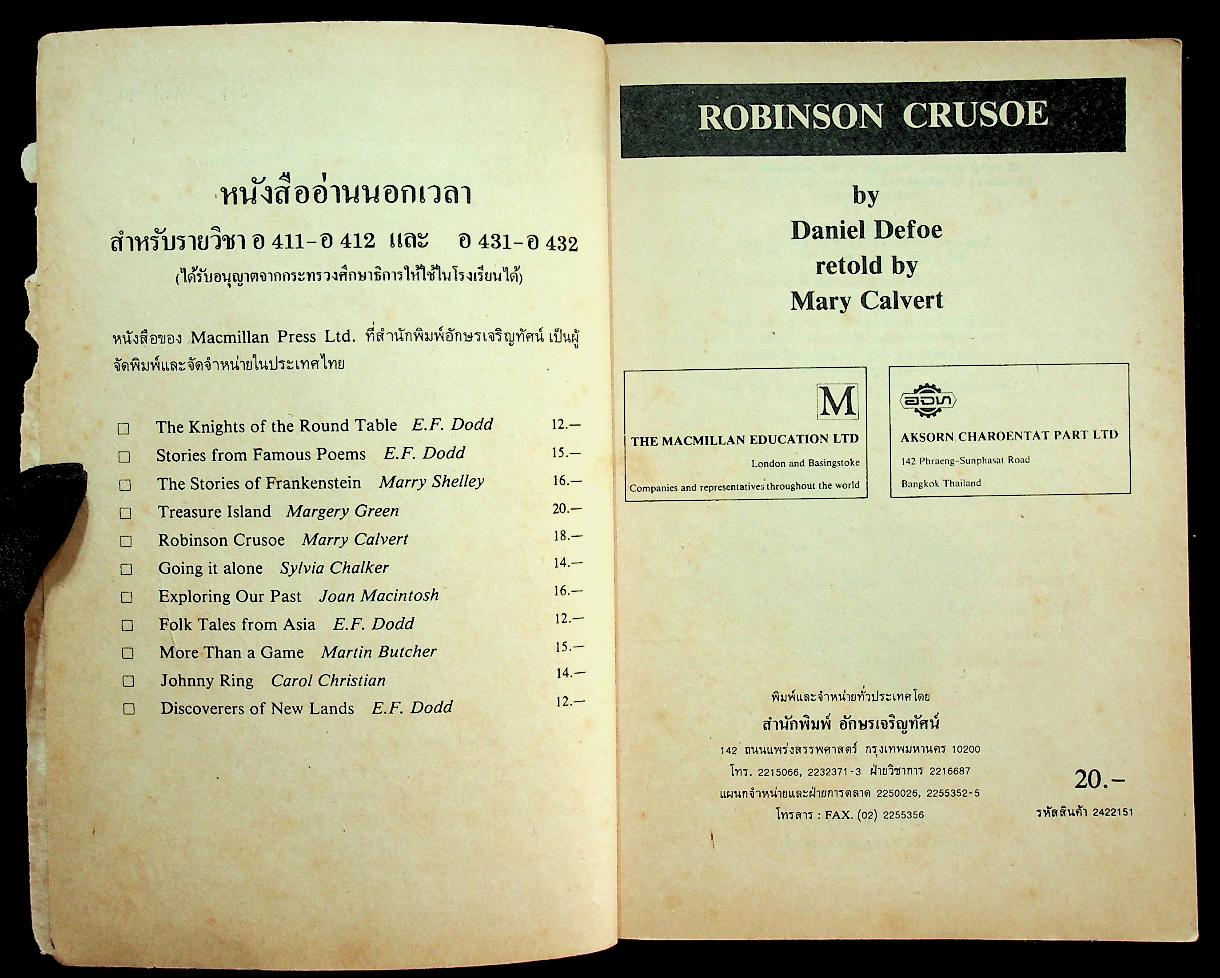 หนังสืออ่านนอกเวลา
สำหรับรายวิชา อ 411-อ 412 และ อ 431-อ 432
(ได้รับอนุญาตจากกระทรวงศึกษาธิการให้ใช้ในโรงเรียนได้)
หนังสือของ Macmillan Press Ltd. ที่สำนักพิมพ์อักษรเจริญทัศน์ เป็นผู้
จัดพิมพ์และจัดจำหน่ายในประเทศไทย
□ The Knights of the Round Table E.F. Dodd 12.—
□ Stories from Famous Poems E.F. Dodd 15.—
□ The Stories of Frankenstein Marry Shelley 16.—
□ Treasure Island Margery Green 20.—
□ Robinson Crusoe Marry Calvert 18.—
□ Going it alone Sylvia Chalker 14.—
□ Exploring Our Past Joan Macintosh 16.—
□ Folk Tales from Asia E.F. Dodd 12.—
□ More Than a Game Martin Butcher 15.—
□ Johnny Ring Carol Christian 14.—
□ Discoverers of New Lands E.F. Dodd 12.—
ROBINSON CRUSOE
by
Daniel Defoe
retold by
Mary Calvert
M
THE MACMILLAN EDUCATION LTD
London and Basingstoke
Companies and representatives throughout the world
อจท
AKSORN CHAROENTAT PART LTD
142 Phraeng-Sunphasat Road
Bangkok Thailand
พิมพ์และจำหน่ายทั่วประเทศโดย
สำนักพิมพ์ อักษรเจริญทัศน์
142 ถนนแพร่งสรรพศาสตร์ กรุงเทพมหานคร 10200
โทร. 2215066, 2232371-3 ฝ่ายวิชาการ 2216687
แผนกจำหน่ายและฝ่ายการตลาด 2250026, 2255352-5
โทรสาร : FAX. (02) 2255356
20.—
รหัสสินค้า 2422151